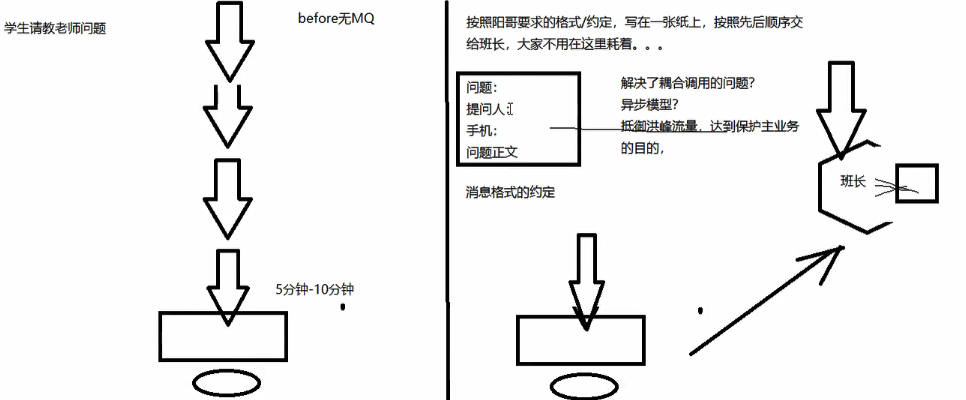 学生请教老师问题
before无MQ
5分钟-10分钟
按照阳哥要求的格式/约定，写在一张纸上，按照先后顺序交
给班长，大家不用在这里耗着。。。
问题：
提问人：
手机：
问题正文
解决了耦合调用的问题？
异步模型？
抵御洪峰流量，达到保护主业务
的目的，
消息格式的约定
班长